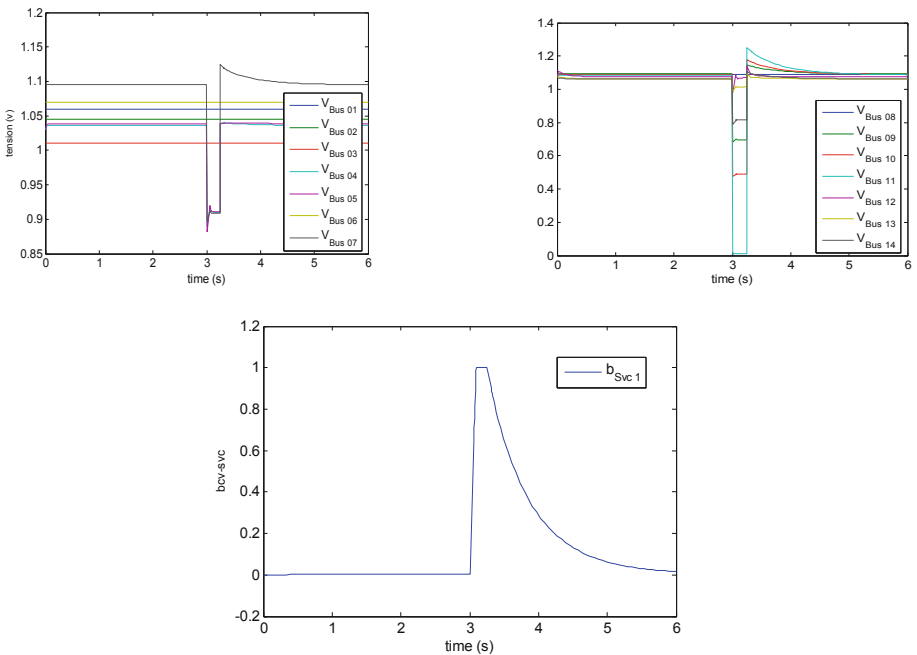 1.2
1.15
1.1
1.05
1
0.95
0.9
0.85
tension (v)
0 1 2 3 4 5 6
time (s)
V Bus 01
V Bus 02
V Bus 03
V Bus 04
V Bus 05
V Bus 06
V Bus 07
1.4
1.2
1
0.8
0.6
0.4
0.2
0
0 1 2 3 4 5 6
time (s)
V Bus 08
V Bus 09
V Bus 10
V Bus 11
V Bus 12
V Bus 13
V Bus 14
1.2
1
0.8
0.6
0.4
0.2
0
-0.2
bcv-svc
0 1 2 3 4 5 6
time (s)
b Svc 1